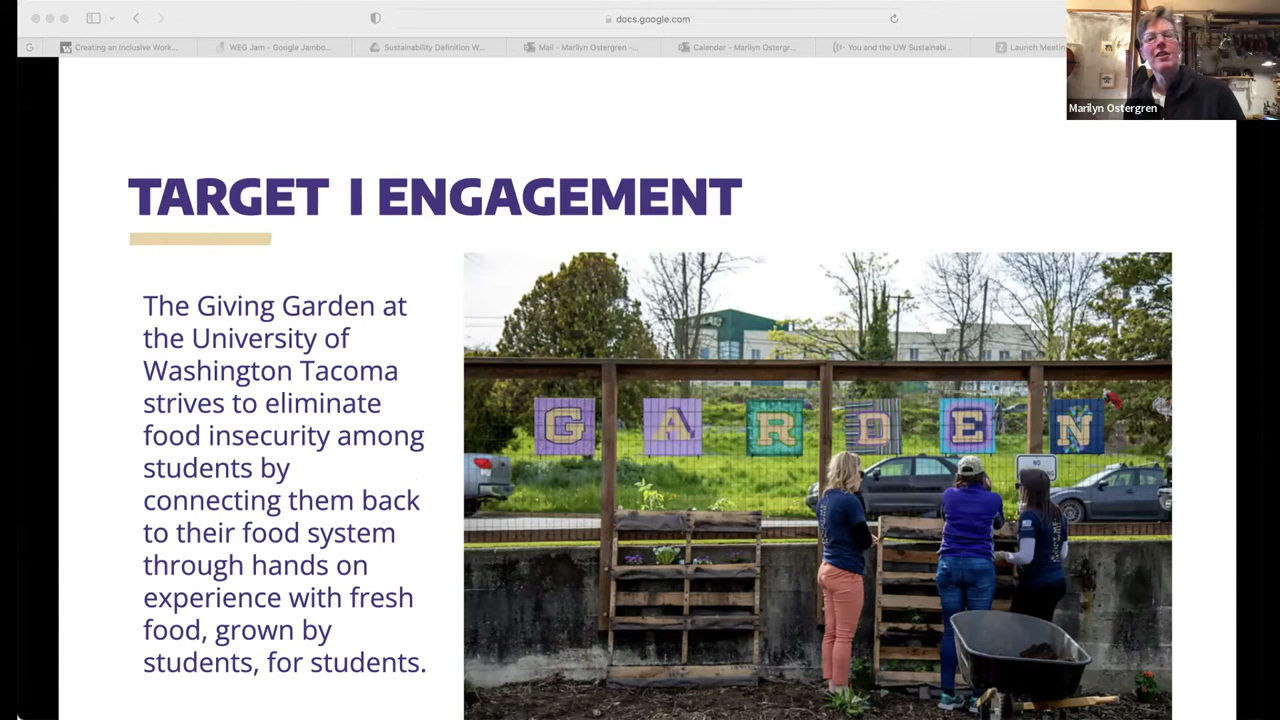 docs.google.com
Creating an Inclusive Work...
WEG Jam - Google Jambo...
Sustainability Definition W...
Mail - Marilyn Ostergren -...
Calendar - Marilyn Ostergr...
You and the UW Sustainabi...
Launch Meetin
Marilyn Ostergren
TARGET I ENGAGEMENT
The Giving Garden at
the University of
Washington Tacoma
strives to eliminate
food insecurity among
students by
connecting them back
to their food system
through hands on
experience with fresh
food, grown by
students, for students.
GARDEN
NO